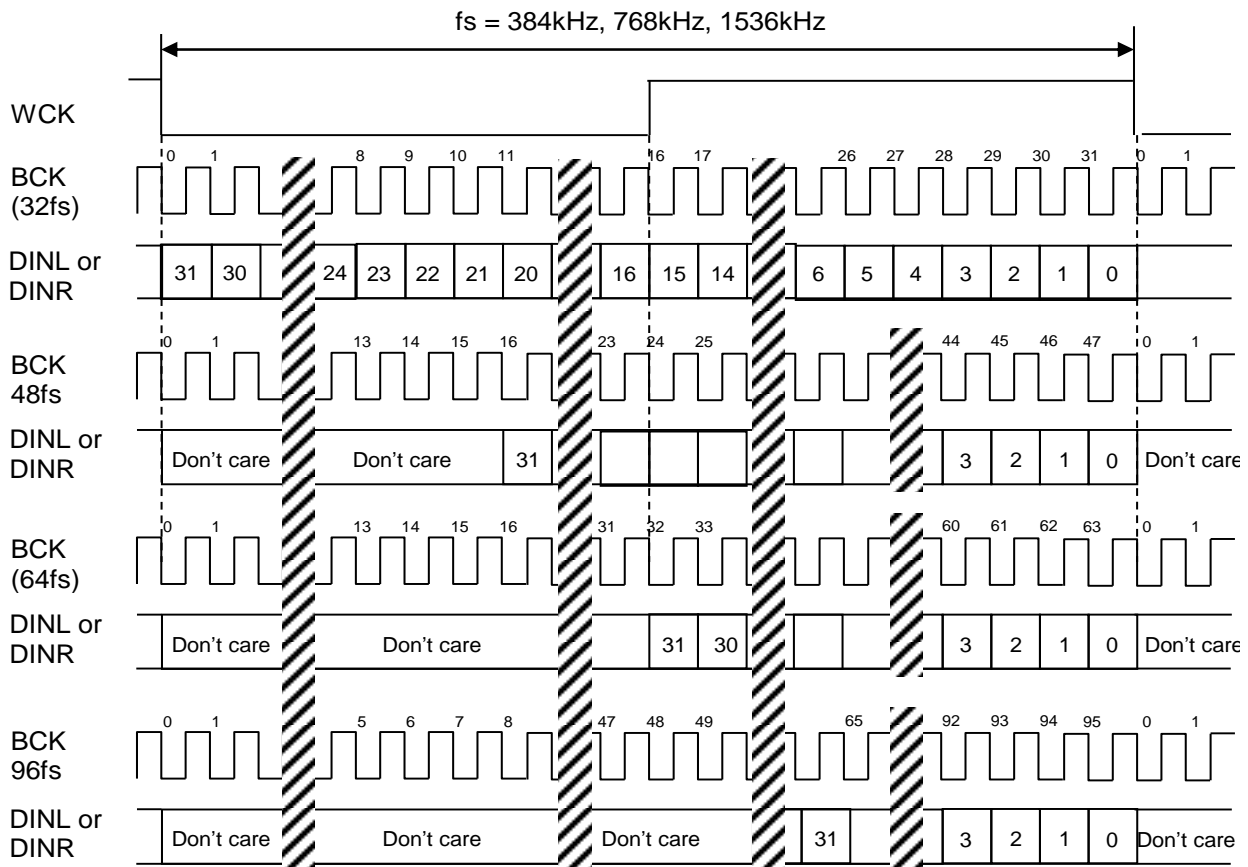 fs = 384kHz, 768kHz, 1536kHz
WCK
0 1 8 9 10 11 16 17 26 27 28 29 30 31 0 1
BCK
(32fs)
DINL or
DINR
31 30 24 23 22 21 20 16 15 14 6 5 4 3 2 1 0
0 1 13 14 15 16 23 24 25 44 45 46 47 0 1
BCK
48fs
DINL or
DINR
Don't care Don't care 31 3 2 1 0 Don't care
0 1 13 14 15 16 31 32 33 60 61 62 63 0 1
BCK
(64fs)
DINL or
DINR
Don't care Don't care 31 30 3 2 1 0 Don't care
0 1 5 6 7 8 47 48 49 65 92 93 94 95 0 1
BCK
96fs
DINL or
DINR
Don't care Don't care Don't care 31 3 2 1 0 Don't care